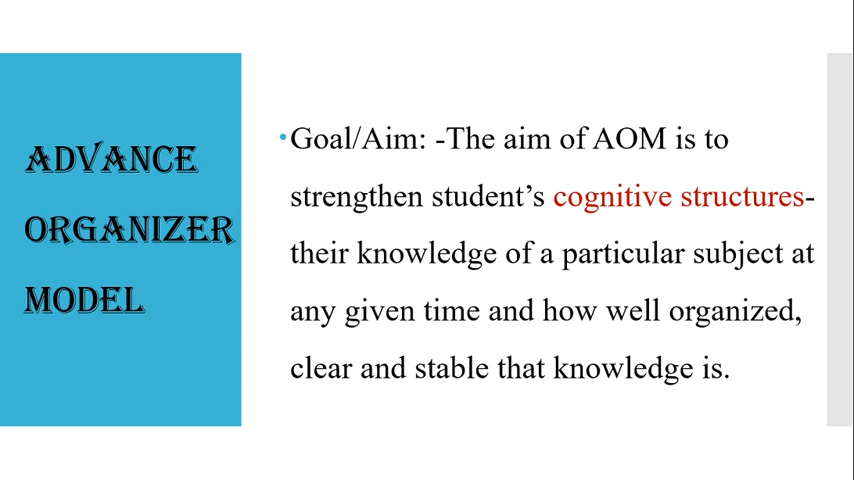 ADVANCE
ORGANIZER
MODEL
•Goal/Aim: -The aim of AOM is to
strengthen student’s cognitive structures-
their knowledge of a particular subject at
any given time and how well organized,
clear and stable that knowledge is.